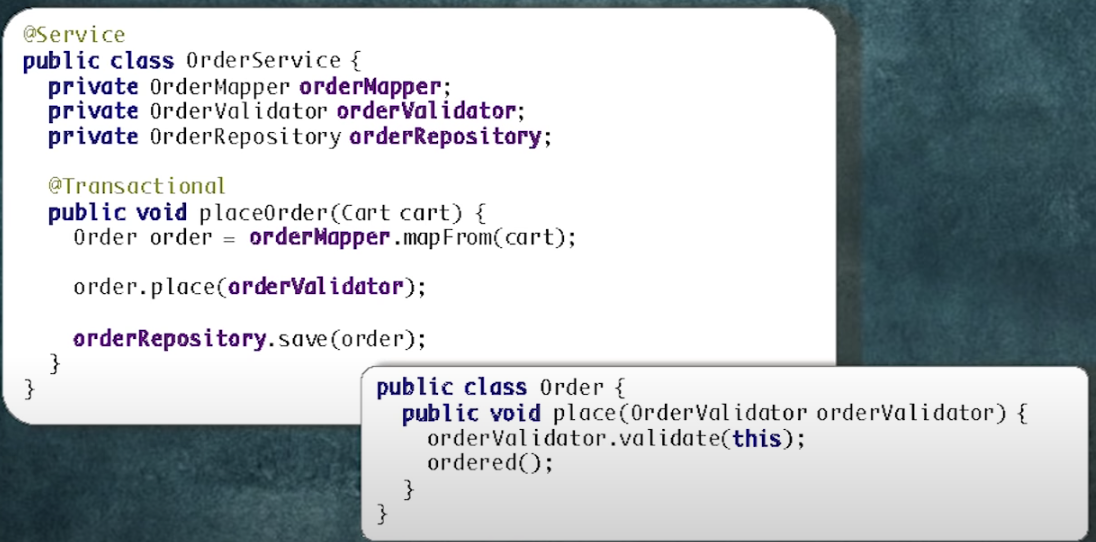 @Service
public class OrderService {
private OrderMapper orderMapper;
private OrderValidator orderValidator;
private OrderRepository orderRepository;
@Transactional
public void placeOrder(Cart cart) {
Order order = orderMapper.mapFrom(cart);
order.place(orderValidator);
orderRepository.save(order);
}
}
public class Order {
public void place(OrderValidator orderValidator) {
orderValidator.validate(this);
ordered();
}
}